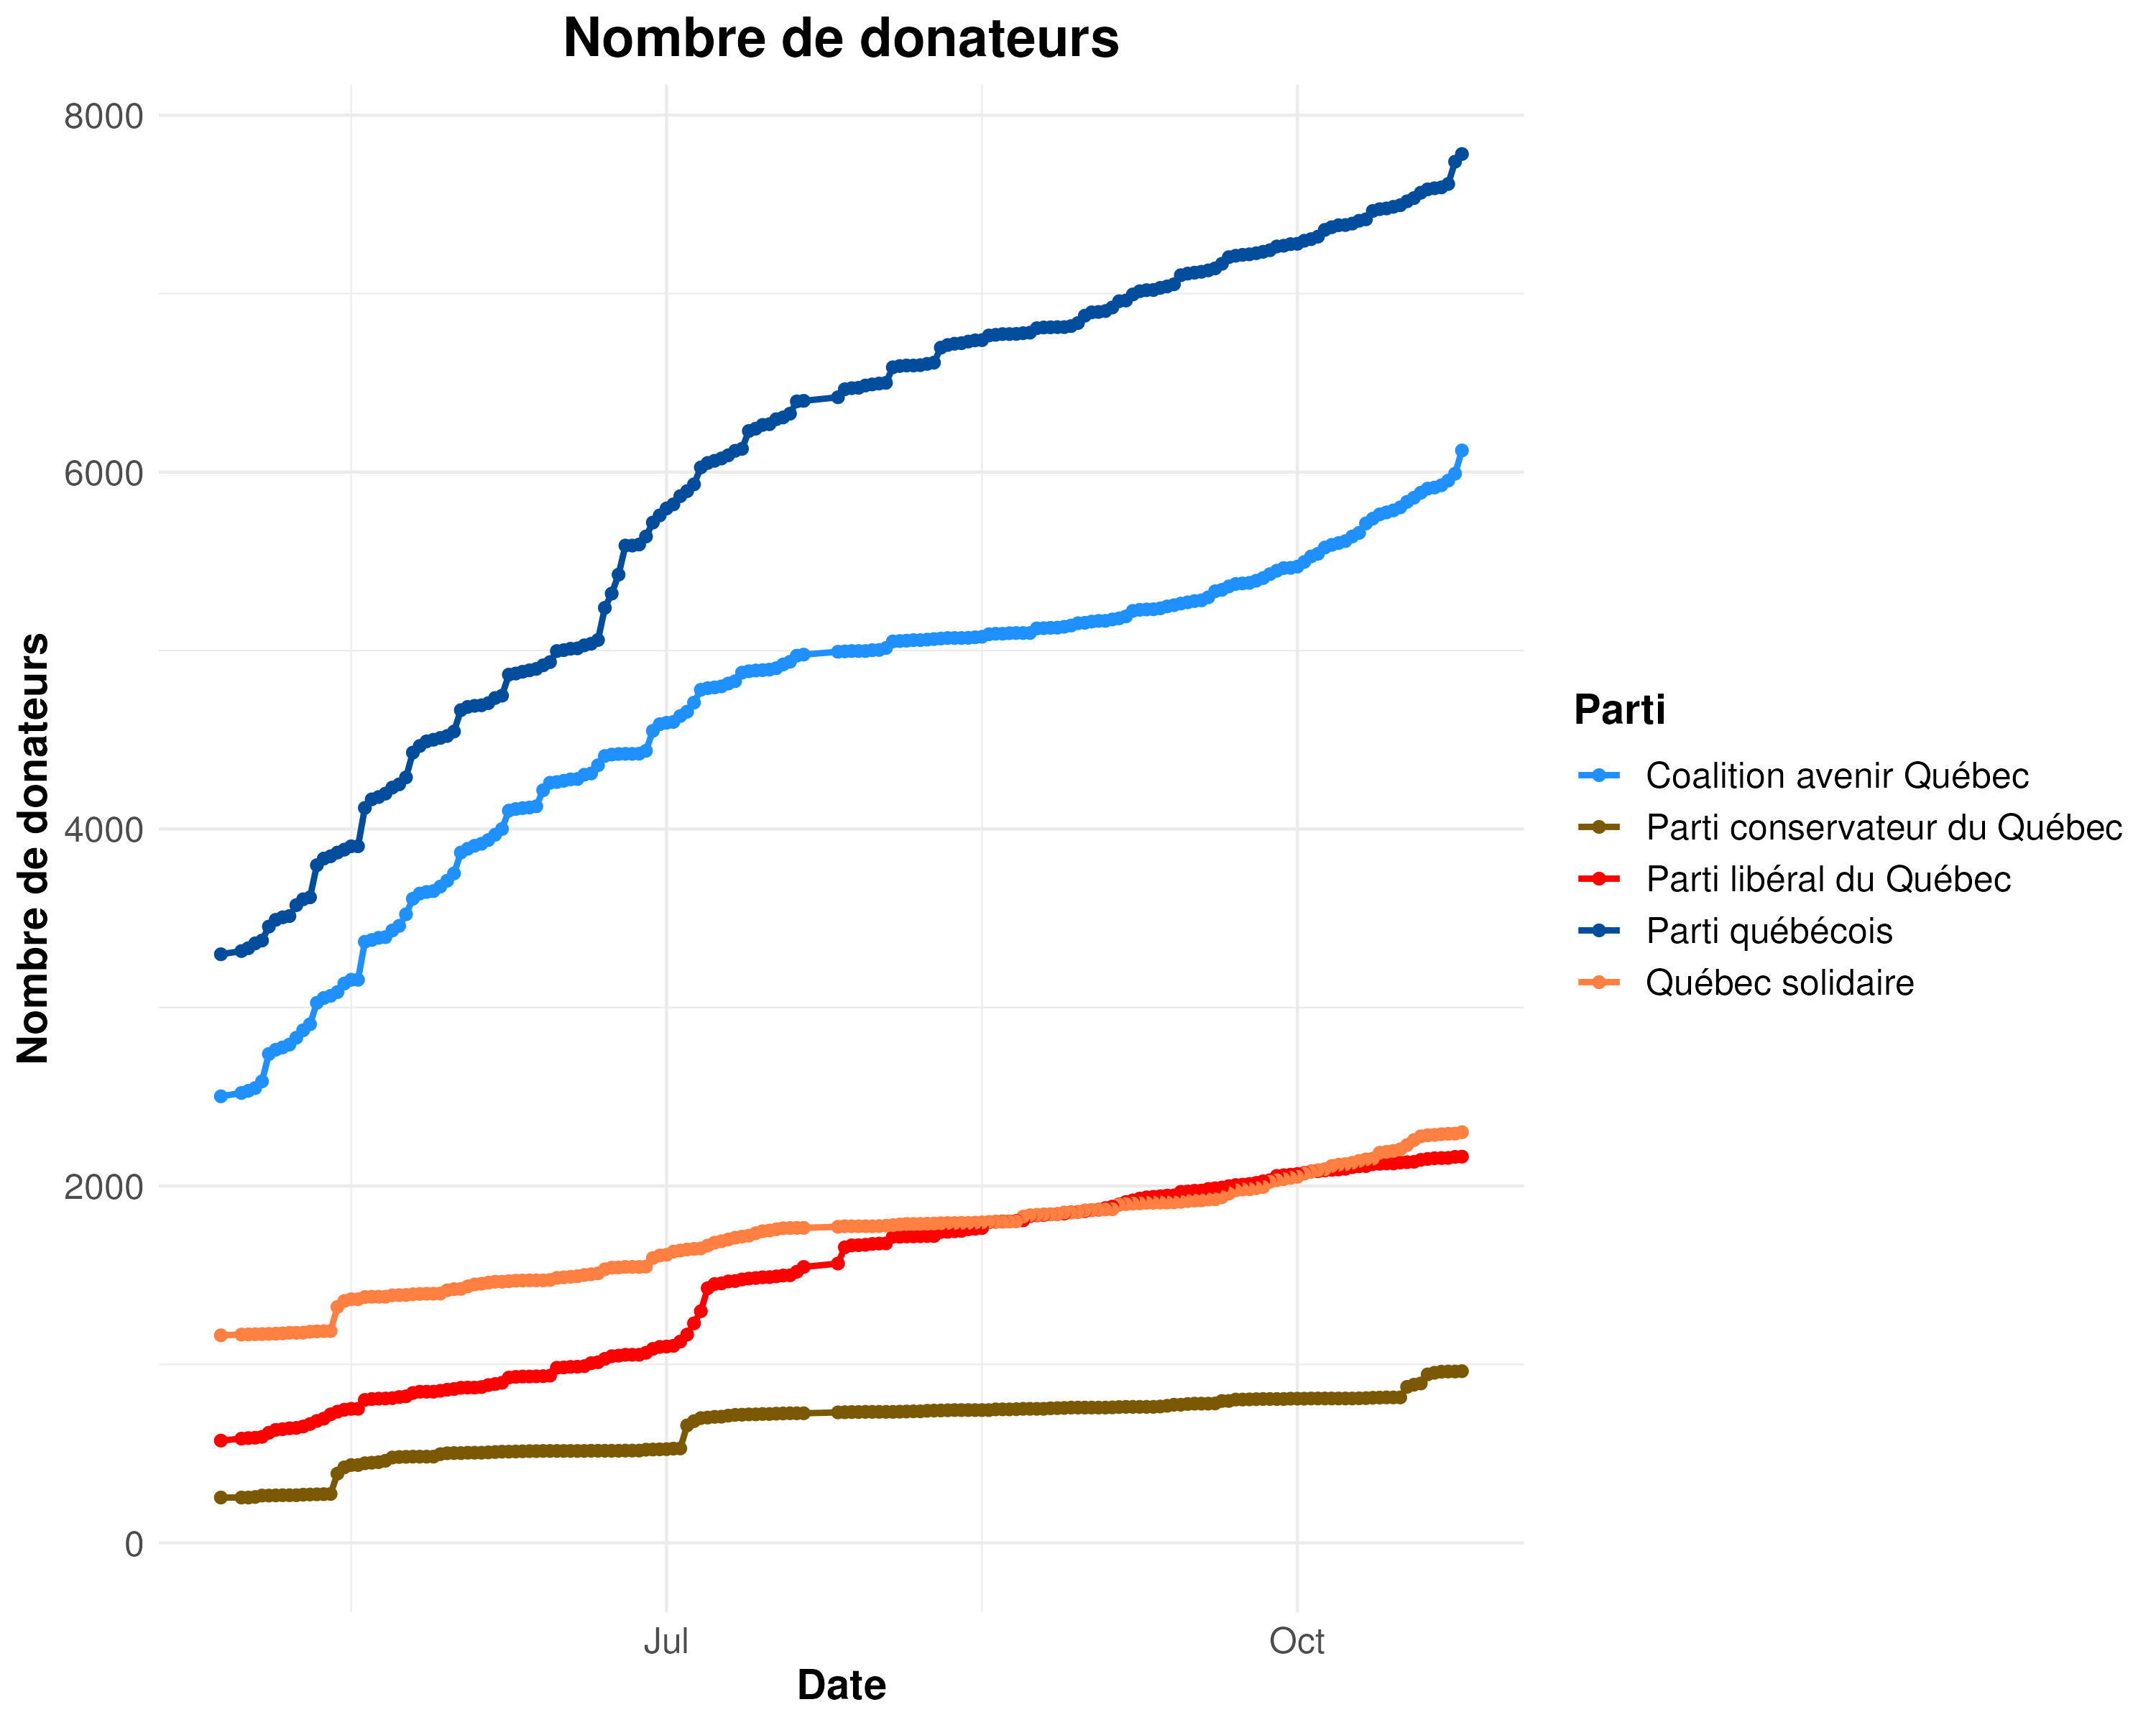 Nombre de donateurs
Nombre de donateurs
8000
6000
4000
2000
0
Jul
Oct
Date
Parti
Coalition avenir Québec
Parti conservateur du Québec
Parti libéral du Québec
Parti québécois
Québec solidaire